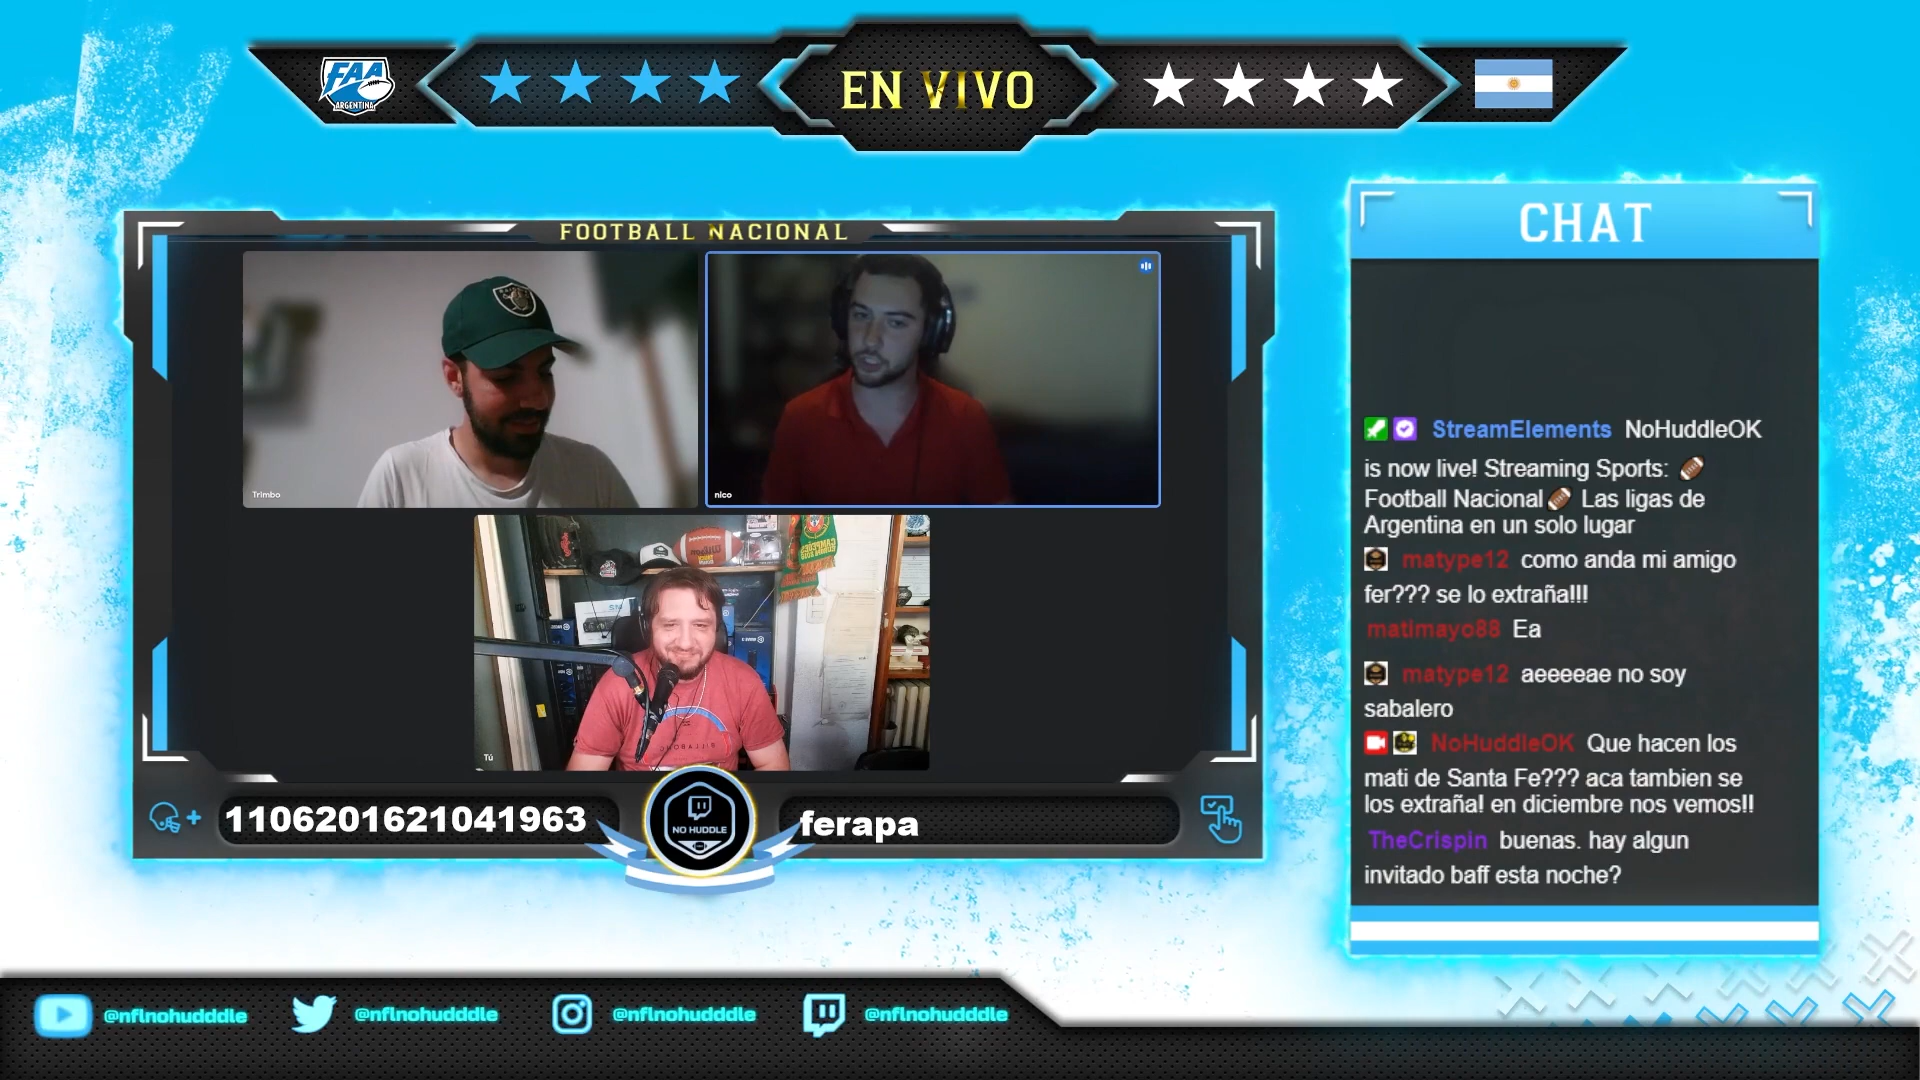 FAA
ARGENTINA
EN VIVO
FOOTBALL NACIONAL
Trimbo
nico
Wilson
BILLABONG
Tú
1106201621041963
NO HUDDLE
ferapa
CHAT
StreamElements NoHuddleOK
is now live! Streaming Sports: 🏈
Football Nacional🏈 Las ligas de
Argentina en un solo lugar
matype12 como anda mi amigo
fer??? se lo extraña!!!
matimayo88 Ea
matype12 aeeeeae no soy
sabalero
NoHuddleOK Que hacen los
mati de Santa Fe??? aca tambien se
los extraña! en diciembre nos vemos!!
TheCrispin buenas. hay algun
invitado baff esta noche?
@nflnohudddle
@nflnohudddle
@nflnohudddle
@nflnohudddle